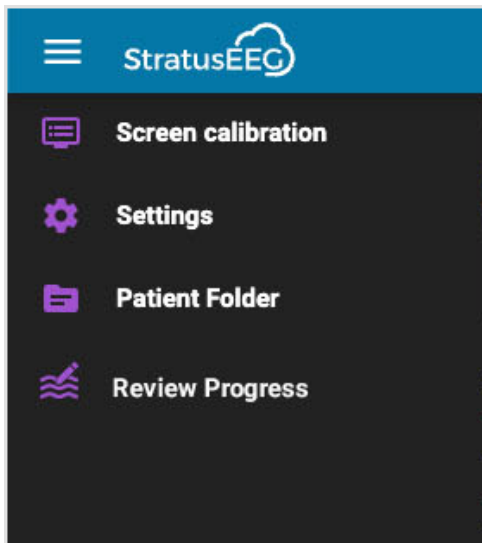 StratusEEG
Screen calibration
Settings
Patient Folder
Review Progress